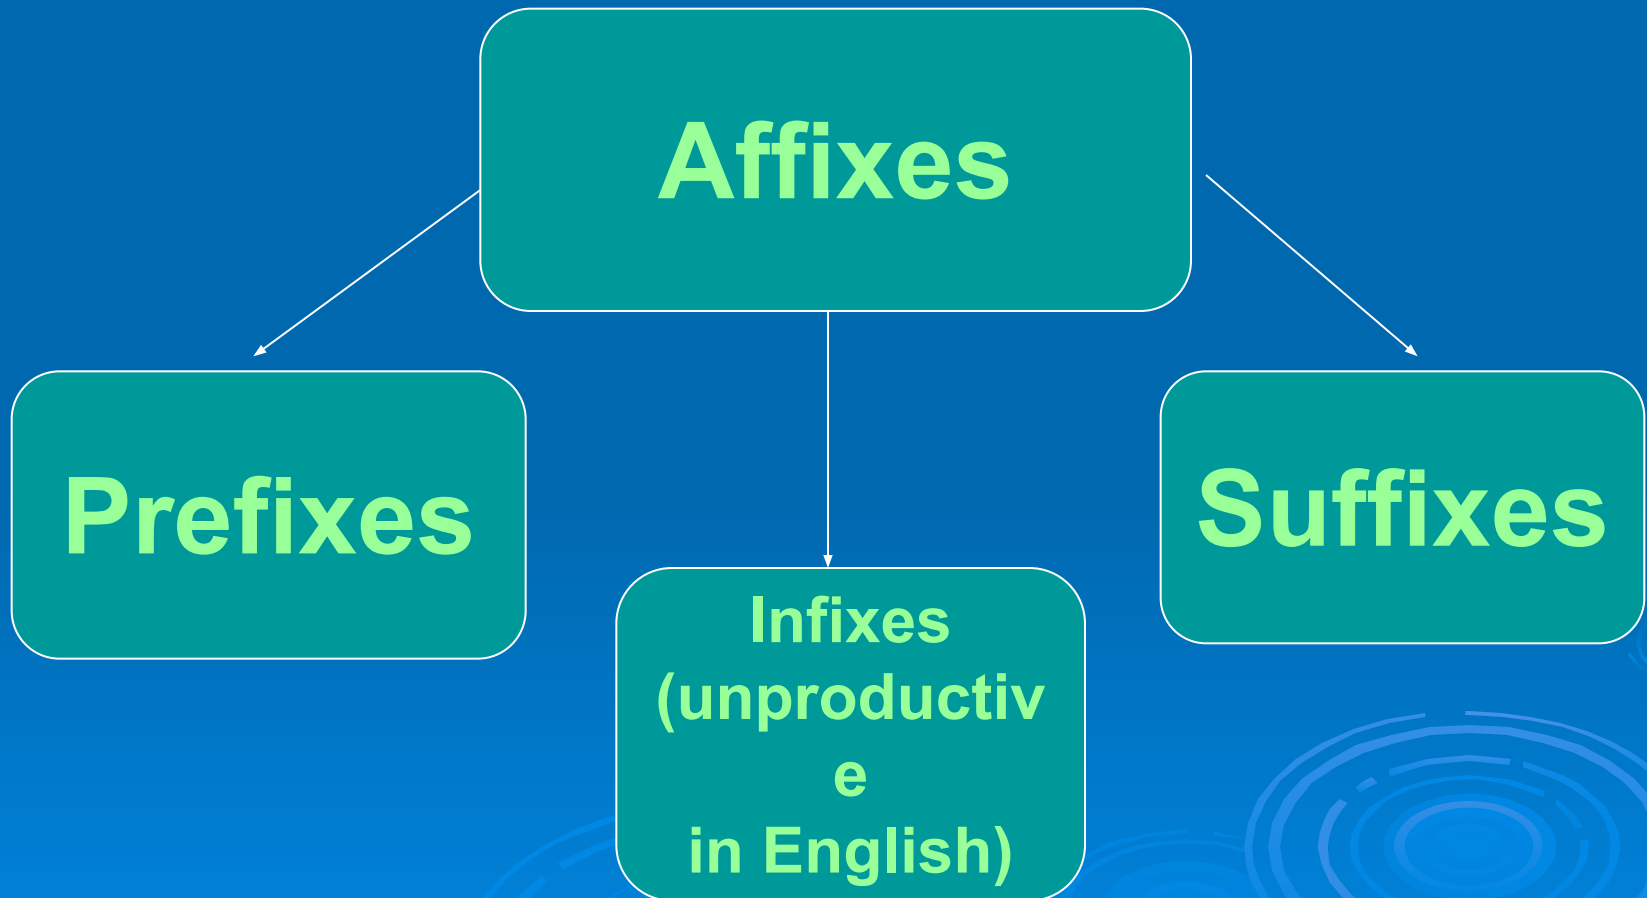 Affixes
Prefixes
Suffixes
Infixes
(unproductiv
e
in English)